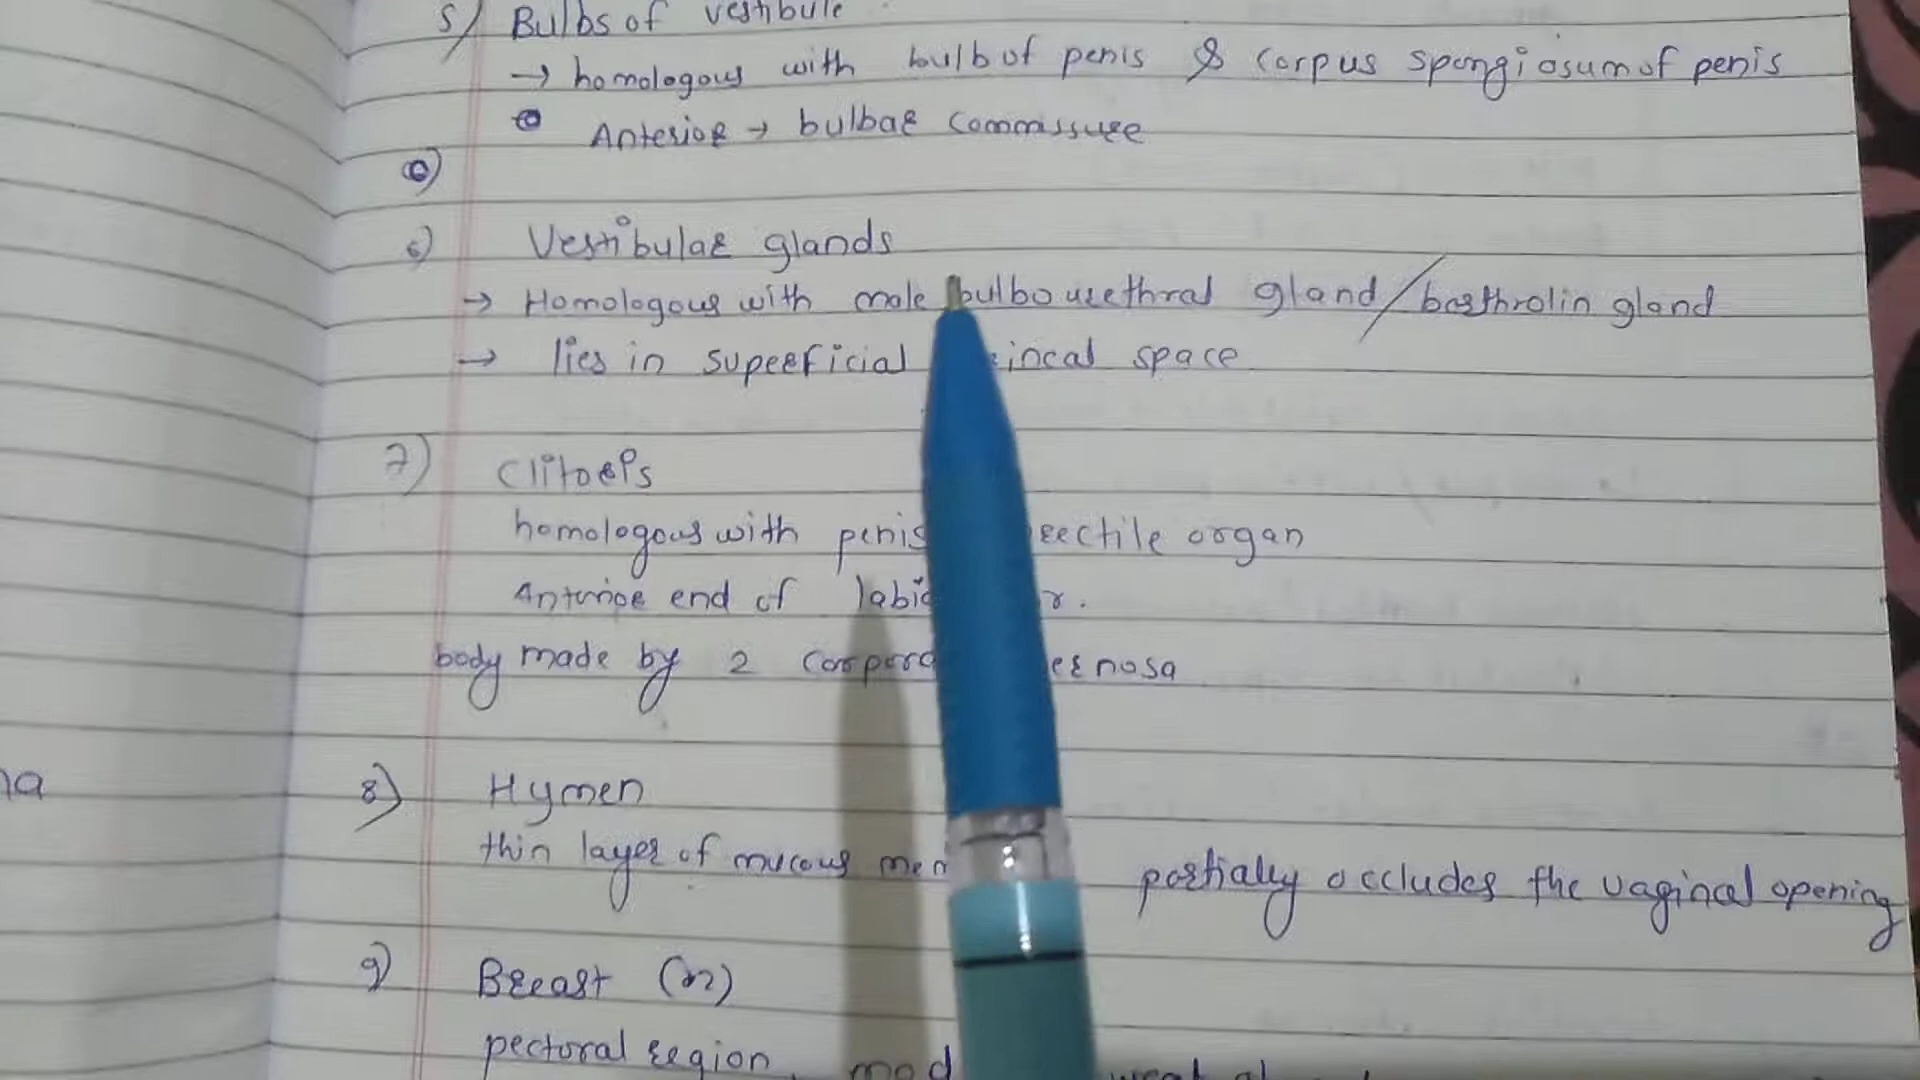 5) Bulbs of vestibule
→ homologous with bulb of penis & corpus spongiosum of penis
Anterior → bulbar commissure
6)
6) Vestibular glands
→ Homologous with male bulbourethral gland / barthrolin gland
→ lies in superficial space
7) Clitoris
homologous with penis organ
Anterior end of
body made by 2
8) Hymen
thin layer of mucous partially occludes the vaginal opening
9) Breast (n)
pectoral region,